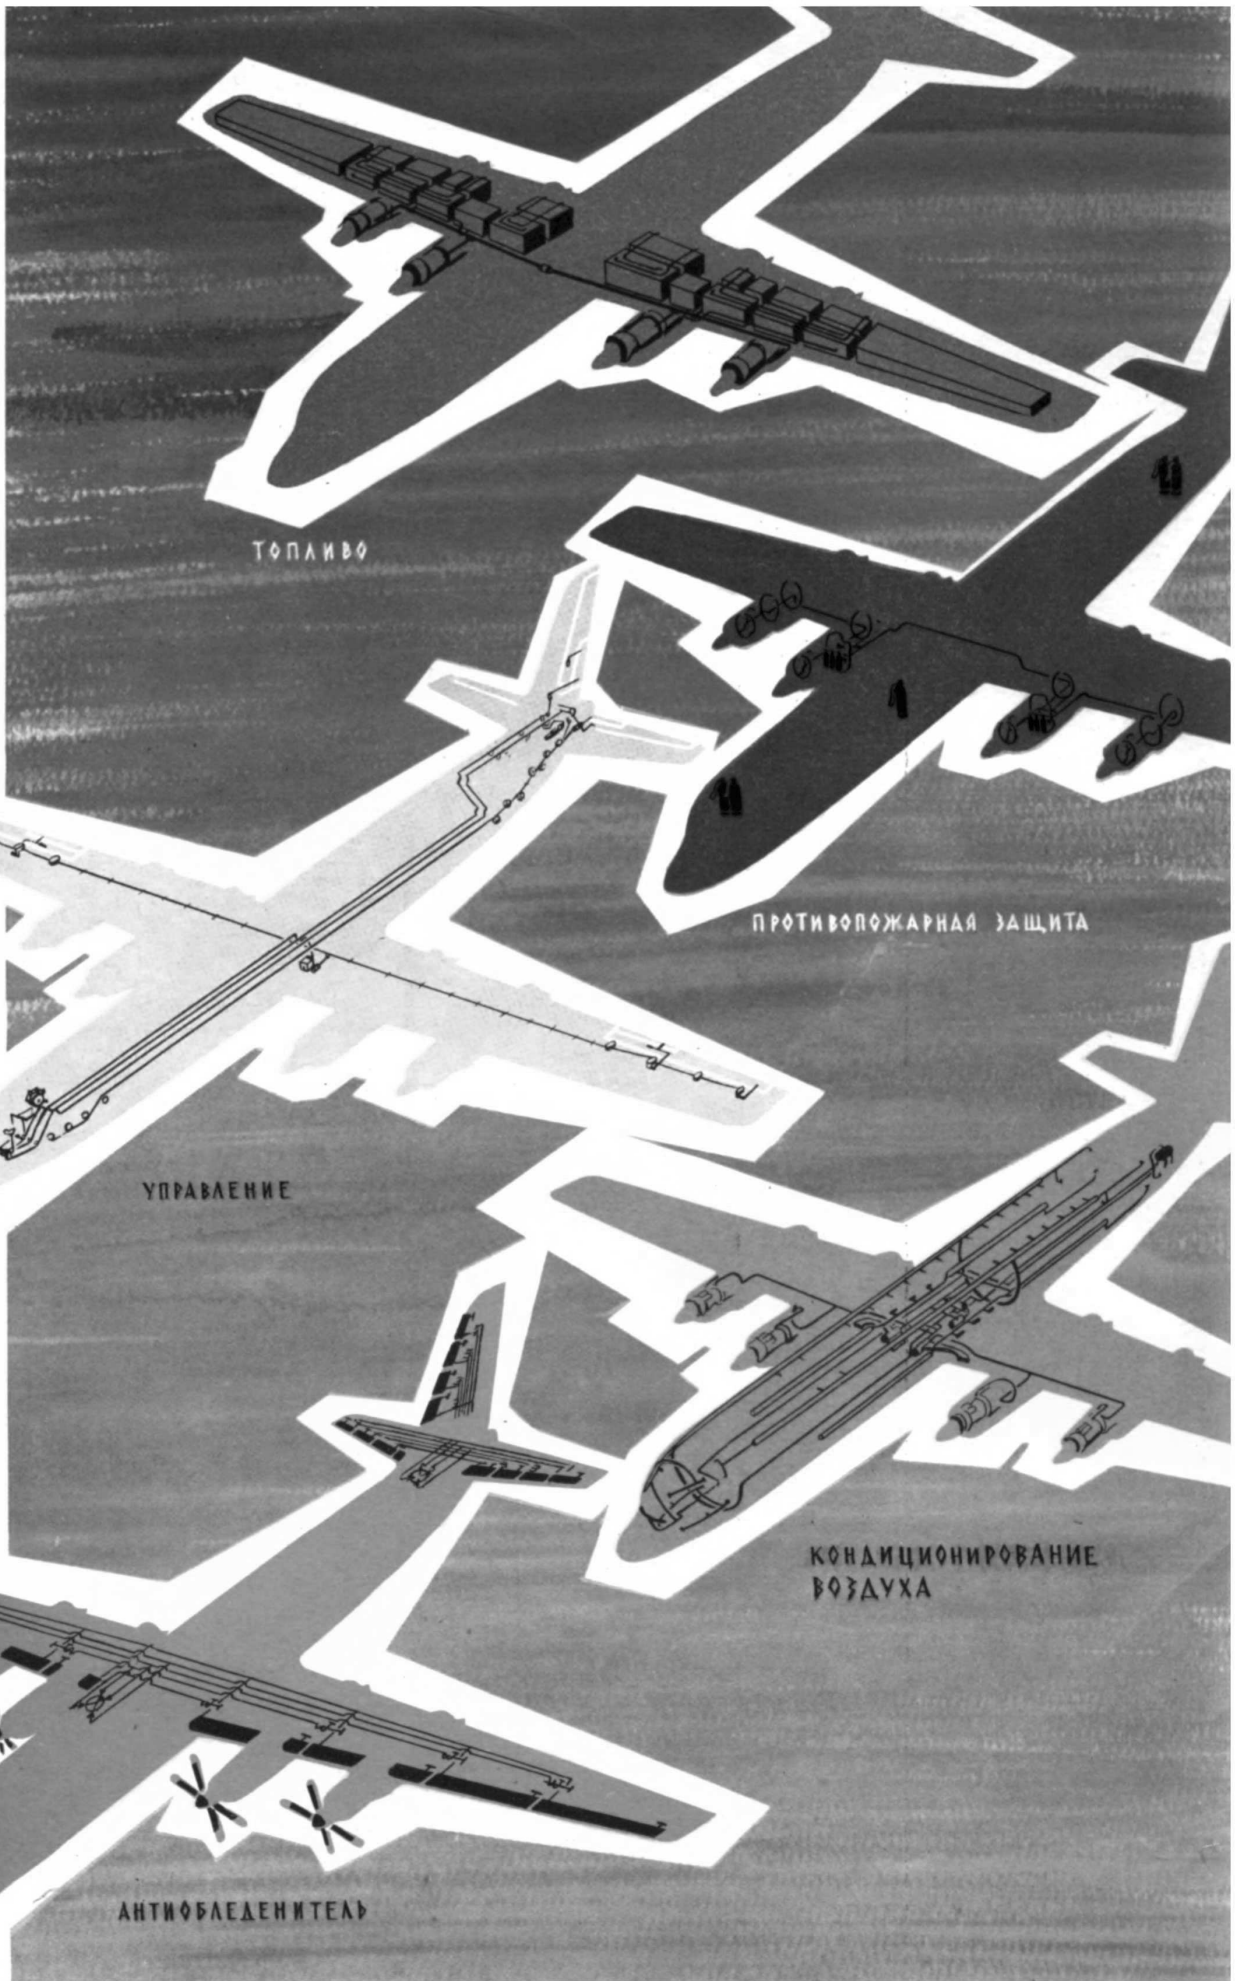 ТОПЛИВО
ПРОТИВОПОЖАРНАЯ ЗАЩИТА
УПРАВЛЕНИЕ
КОНДИЦИОНИРОВАНИЕ
ВОЗДУХА
АНТИОБЛЕДЕНИТЕЛЬ